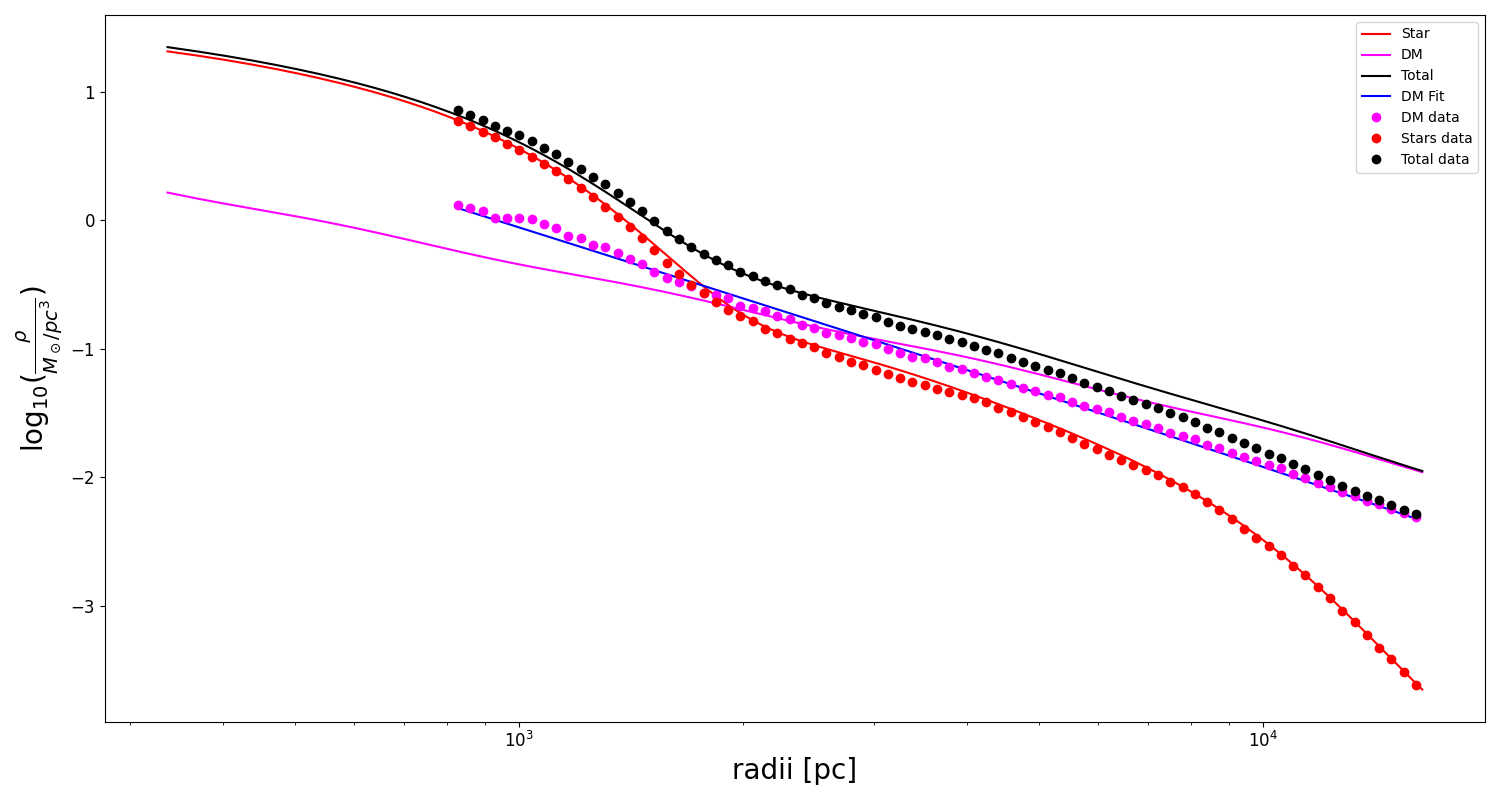 Star
DM
Total
DM Fit
DM data
Stars data
Total data
1
0
−1
−2
−3
log₁₀(ρ / M_⊙/pc³)
10³
10⁴
radii [pc]